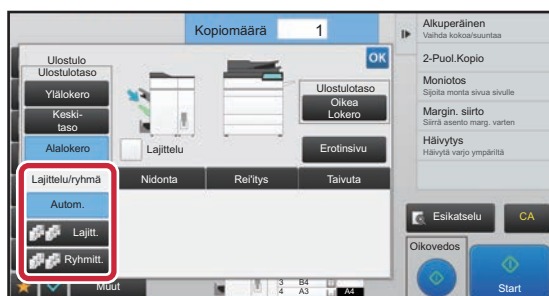 Kopiomäärä 1
Ulostulo
Ulostulotaso
OK
Ylälokero
Keski-
taso
Alalokero
Lajittelu
Ulostulotaso
Oikea
Lokero
Erotinsivu
Lajittelu/ryhmä
Nidonta
Rei'itys
Taivuta
Autom.
Lajitt.
Ryhmitt.
Muut
3 B4
4 A3
A4
Alkuperäinen
Vaihda kokoa/suuntaa
2-Puol.Kopio
Moniotos
Sijoita monta sivua sivulle
Margin. siirto
Siirrä asento marg. varten
Häivytys
Häivytä varjo ympäriltä
Esikatselu
CA
Oikovedos
Start